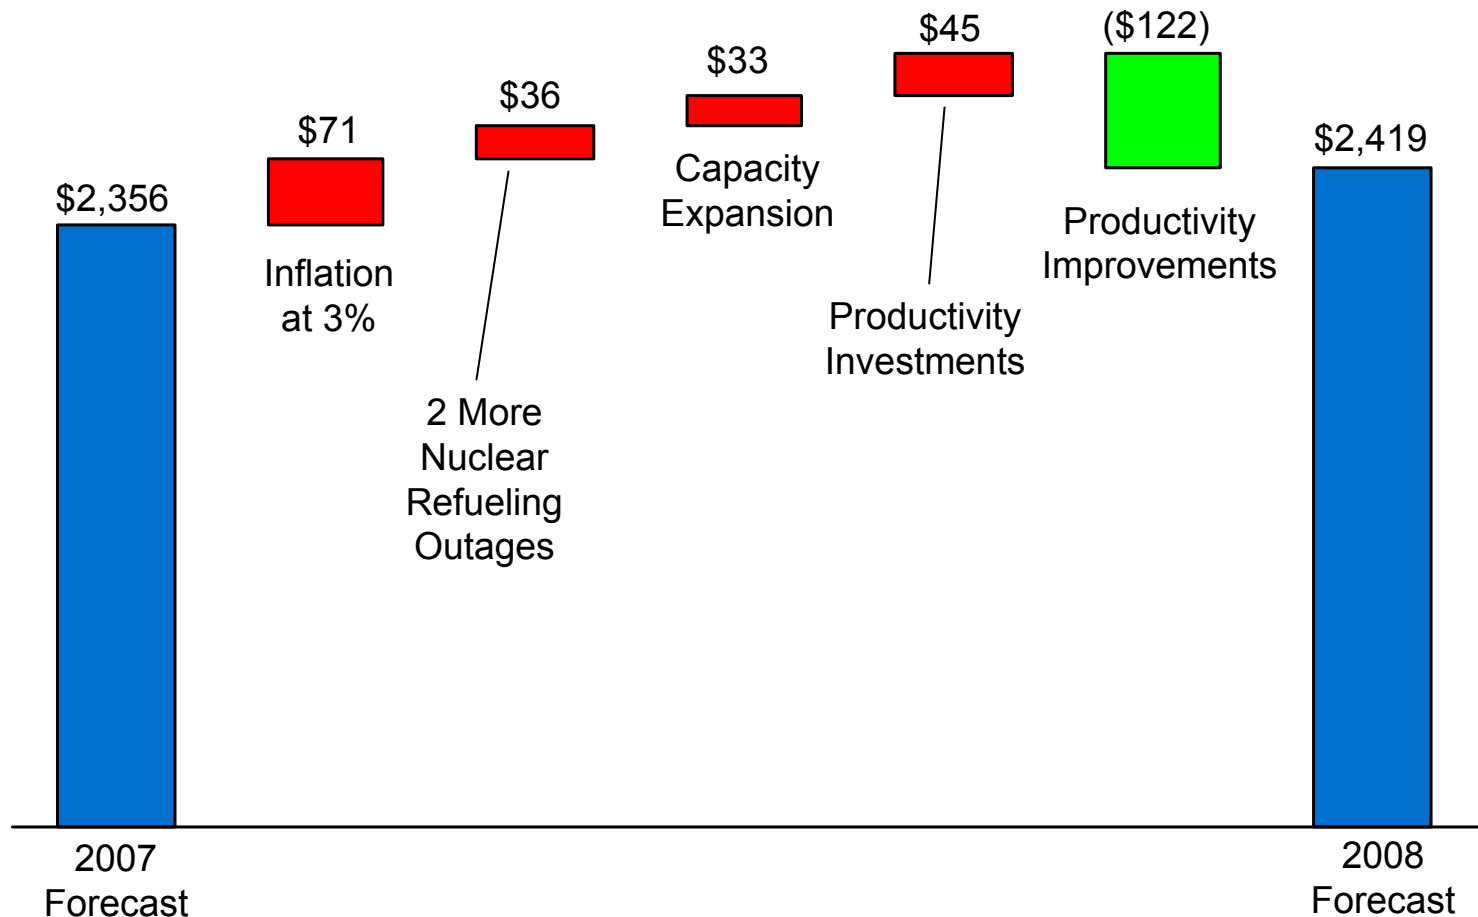 $2,356
2007
Forecast
$71
Inflation
at 3%
$36
2 More
Nuclear
Refueling
Outages
$33
Capacity
Expansion
$45
Productivity
Investments
($122)
Productivity
Improvements
$2,419
2008
Forecast